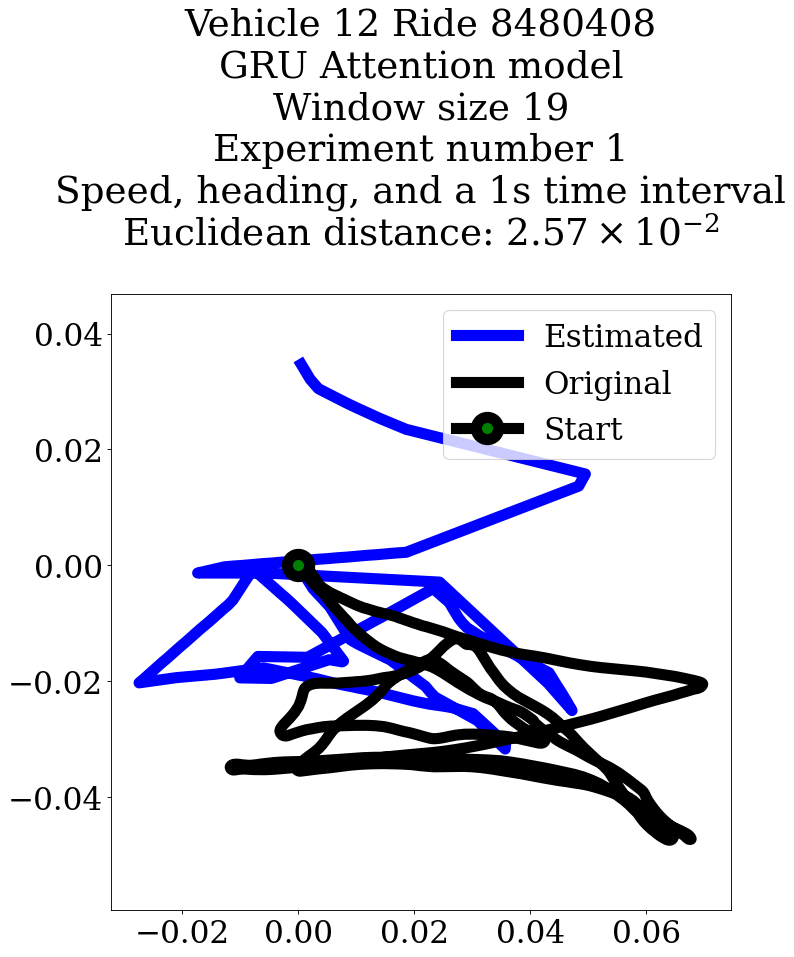 Vehicle 12 Ride 8480408
GRU Attention model
Window size 19
Experiment number 1
Speed, heading, and a 1s time interval
Euclidean distance: 2.57 × 10⁻²
Estimated
Original
Start
0.04
0.02
0.00
−0.02
−0.04
−0.02 0.00 0.02 0.04 0.06